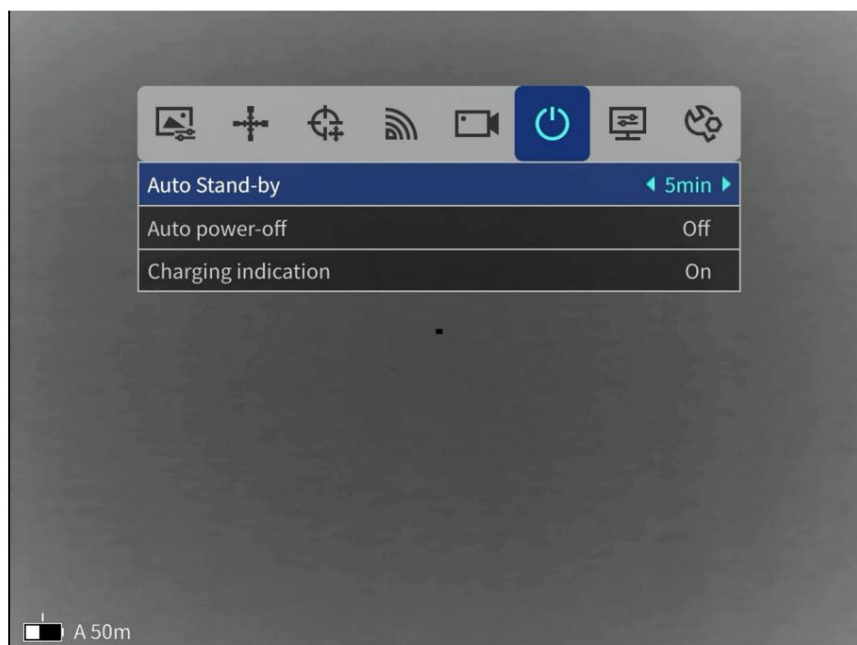 Auto Stand-by 5min
Auto power-off Off
Charging indication On
A 50m